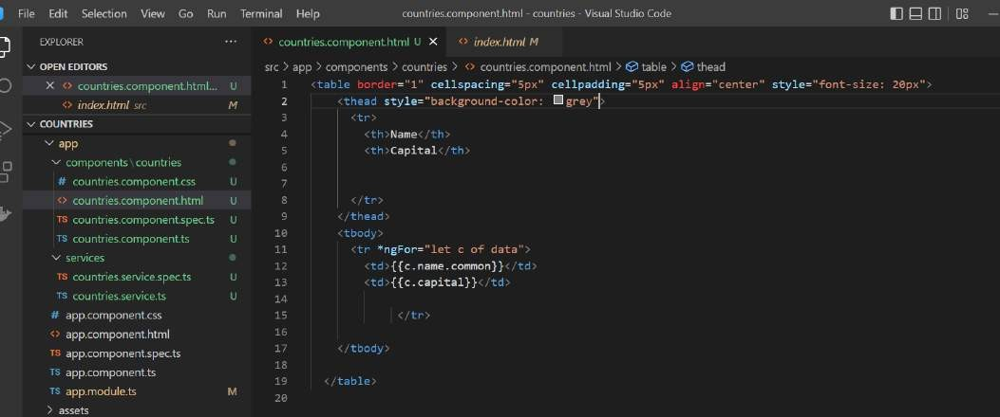 File Edit Selection View Go Run Terminal Help countries.component.html - countries - Visual Studio Code
EXPLORER ...
countries.component.html U index.html M
src > app > components > countries > countries.component.html > table > thead
OPEN EDITORS
countries.component.html... U
index.html src M
COUNTRIES
app
components\countries
# countries.component.css U
countries.component.html U
TS countries.component.spec.ts U
TS countries.component.ts U
services
TS countries.service.spec.ts U
TS countries.service.ts U
# app.component.css
app.component.html
TS app.component.spec.ts
TS app.component.ts
TS app.module.ts M
assets
1 <table border="1" cellspacing="5px" cellpadding="5px" align="center" style="font-size: 20px">
2 <thead style="background-color: grey">
3 <tr>
4 <th>Name</th>
5 <th>Capital</th>
6
7
8 </tr>
9 </thead>
10 <tbody>
11 <tr *ngFor="let c of data">
12 <td>{{c.name.common}}</td>
13 <td>{{c.capital}}</td>
14
15 </tr>
16
17 </tbody>
18
19 </table>
20